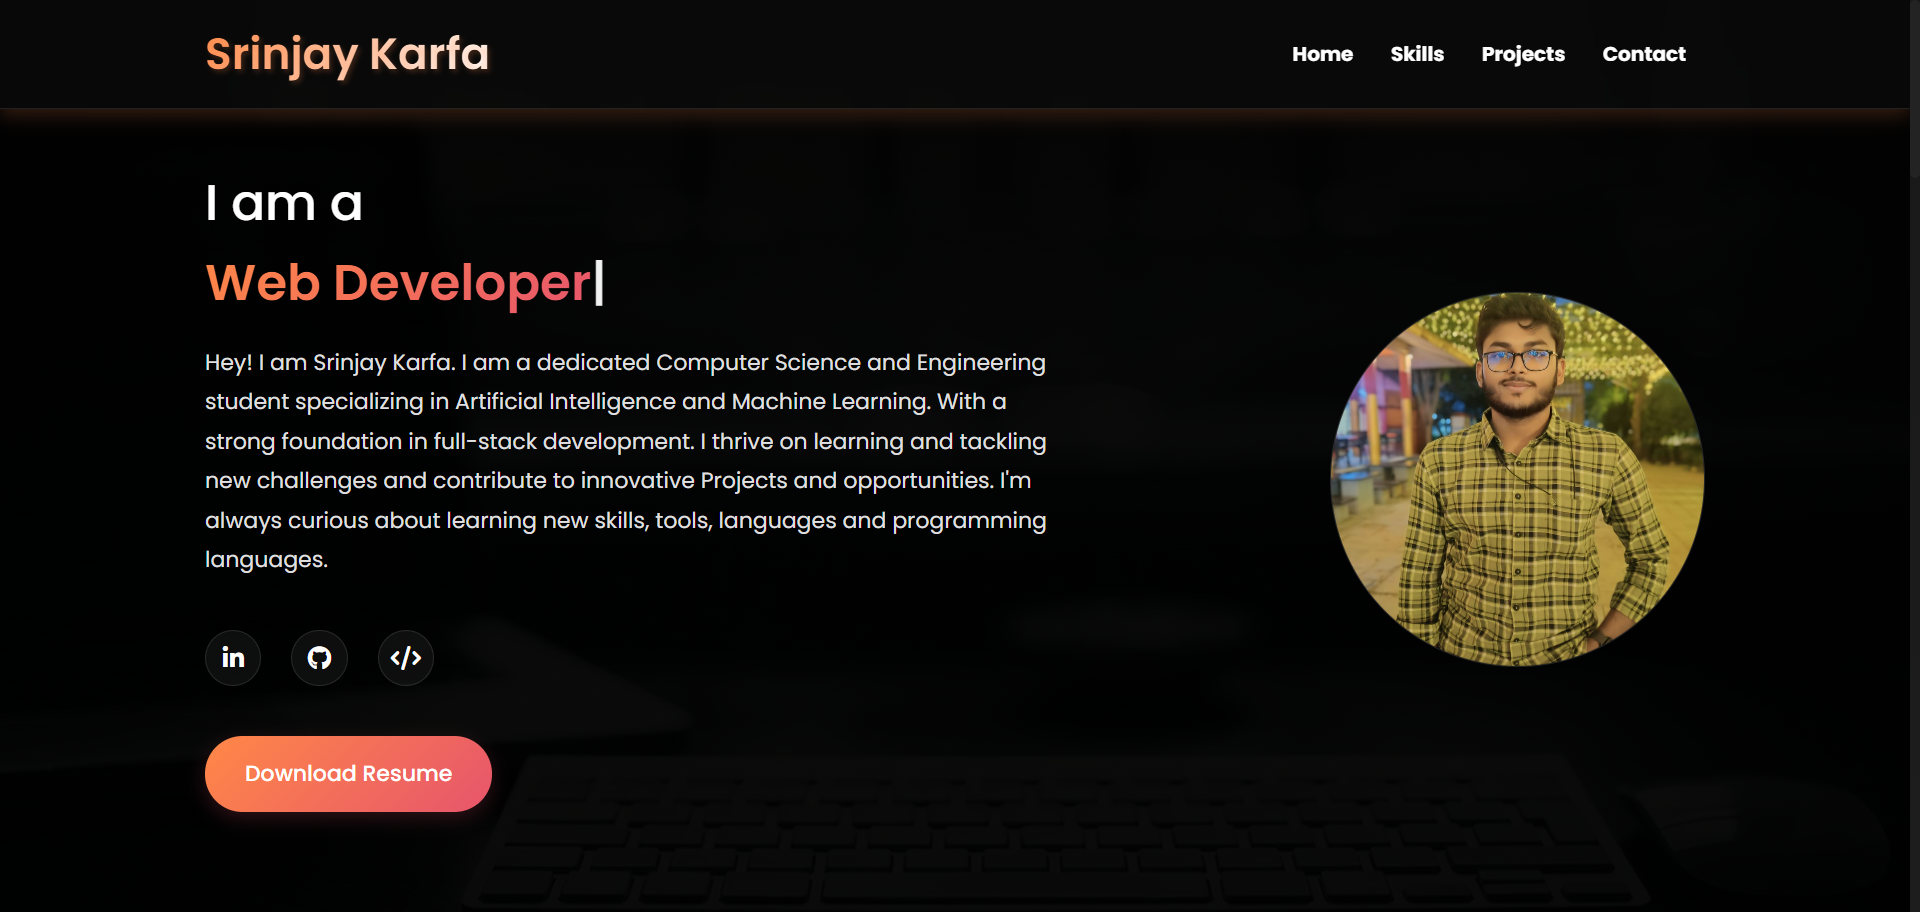 Srinjay Karfa
Home
Skills
Projects
Contact
I am a
Web Developer|
Hey! I am Srinjay Karfa. I am a dedicated Computer Science and Engineering
student specializing in Artificial Intelligence and Machine Learning. With a
strong foundation in full-stack development. I thrive on learning and tackling
new challenges and contribute to innovative Projects and opportunities. I'm
always curious about learning new skills, tools, languages and programming
languages.
in
</>
Download Resume